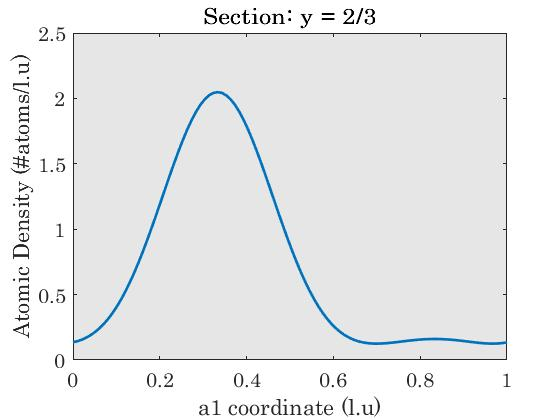 Section: y = 2/3
Atomic Density (#atoms/l.u)
2.5
2
1.5
1
0.5
0
0 0.2 0.4 0.6 0.8 1
a1 coordinate (l.u)